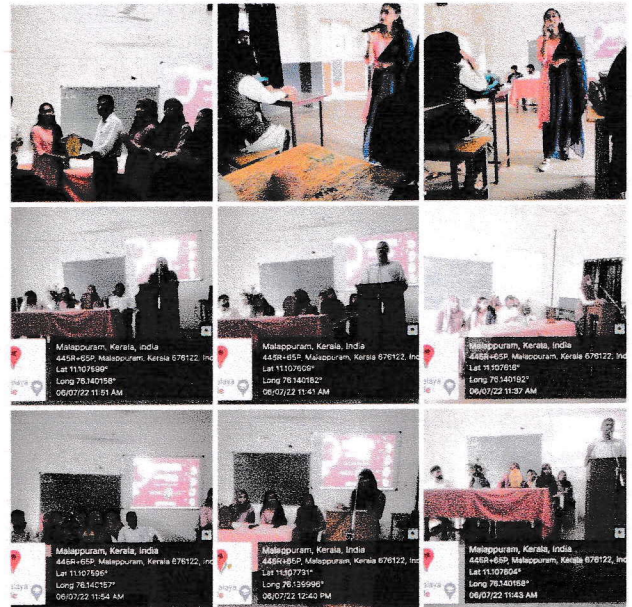 Malappuram, Kerala, India
445R+65P, Malappuram, Kerala 676122, Ind
Lat 11.107599°
Long 76.140158°
06/07/22 11:51 AM
Malappuram, Kerala, India
445R+65P, Malappuram, Kerala 676122, Ind
Lat 11.107609°
Long 76.140182°
06/07/22 11:41 AM
Malappuram, Kerala, India
445R+65P, Malappuram, Kerala 676122, Ind
Lat 11.107616°
Long 76.140192°
06/07/22 11:37 AM
Malappuram, Kerala, India
445R+65P, Malappuram, Kerala 676122, Ind
Lat 11.107596°
Long 76.140157°
06/07/22 11:54 AM
Malappuram, Kerala, India
445R+65P, Malappuram, Kerala 676122, Ind
Lat 11.107731°
Long 76.139996°
06/07/22 12:40 PM
Malappuram, Kerala, India
445R+65P, Malappuram, Kerala 676122, Ind
Lat 11.107604°
Long 76.140158°
06/07/22 11:43 AM